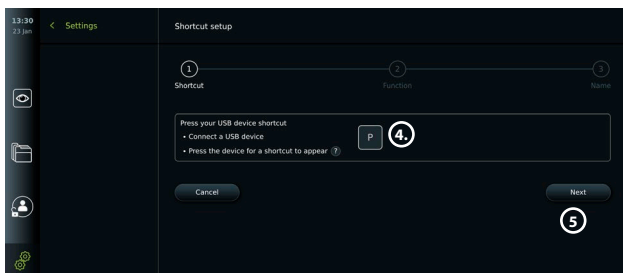 13:30
23 Jan
Settings
Shortcut setup
1
2
3
Shortcut
Function
Name
Press your USB device shortcut
• Connect a USB device
• Press the device for a shortcut to appear ?
P
4.
Cancel
Next
5